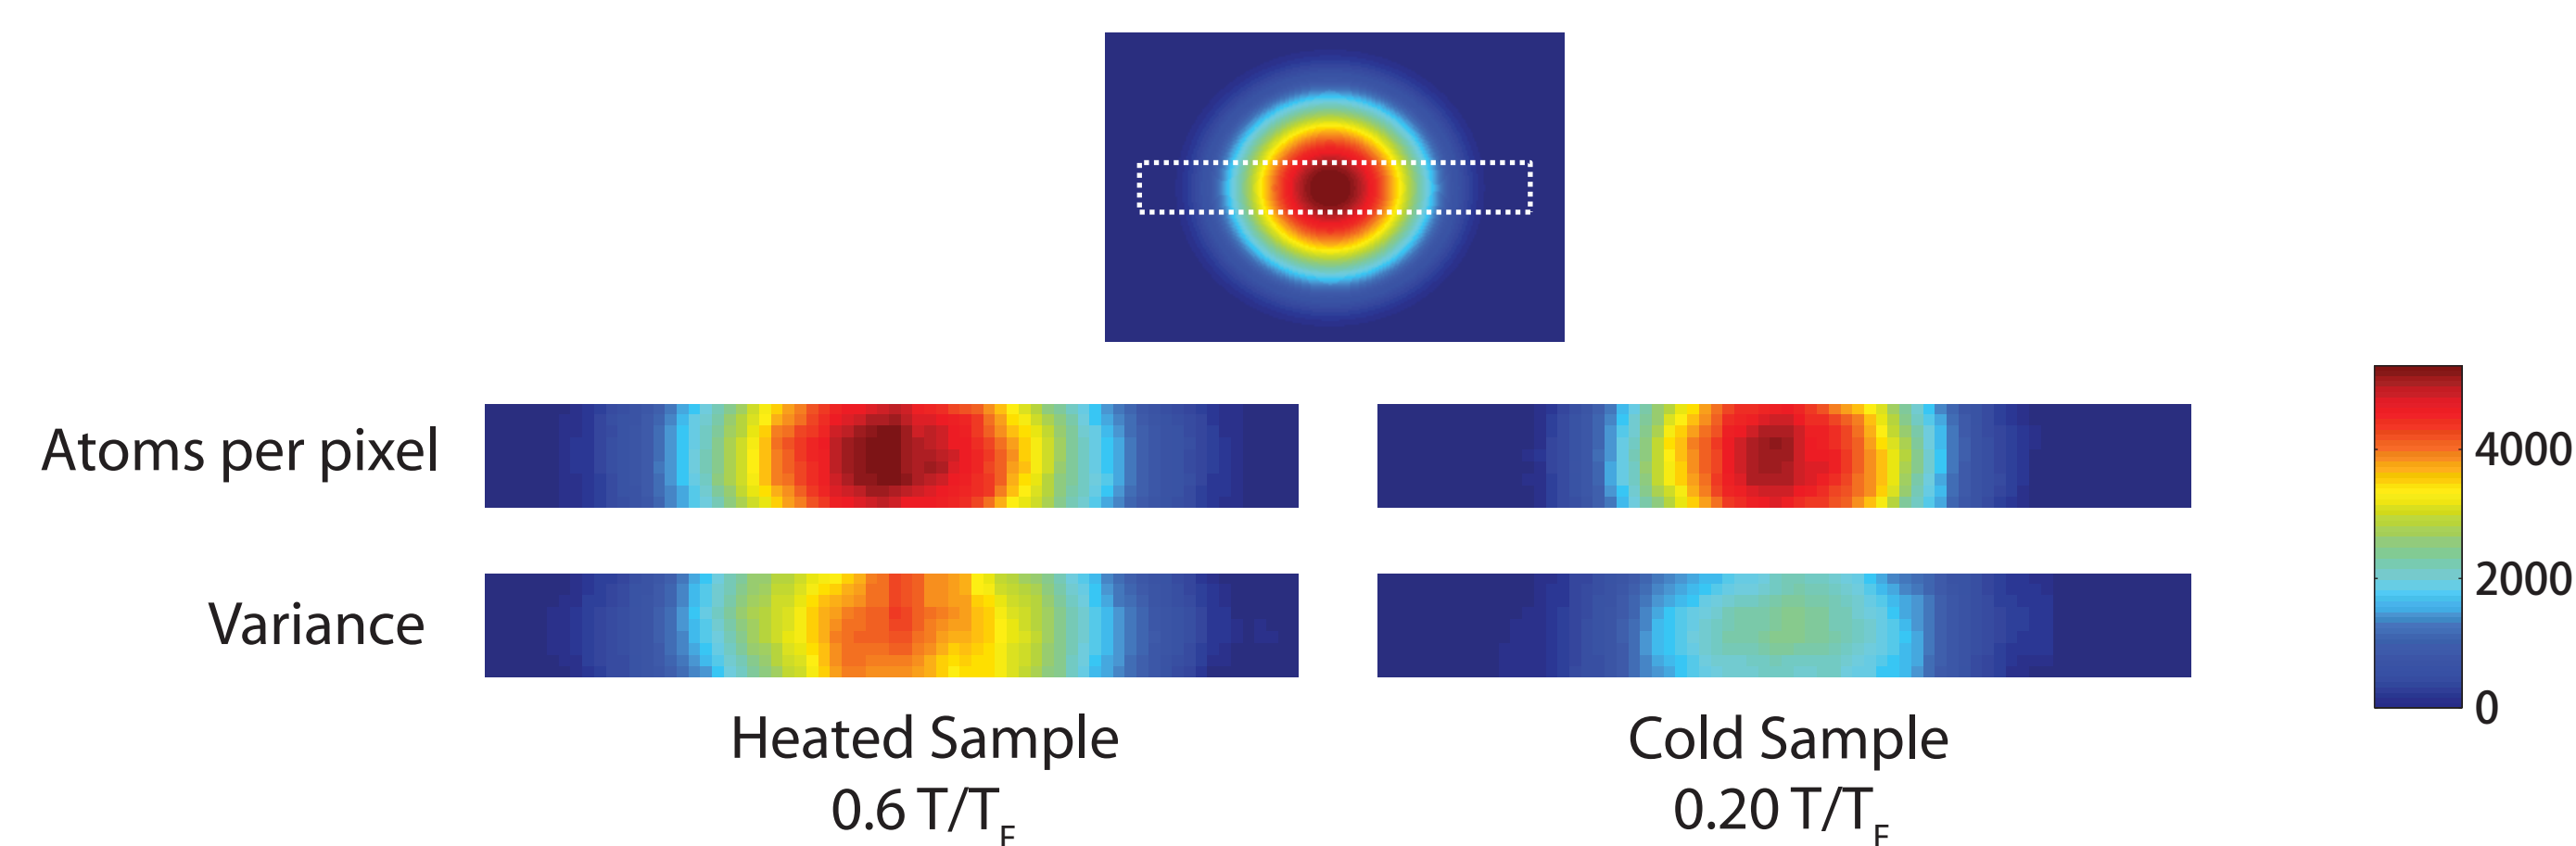 Atoms per pixel
Variance
4000
2000
0
Heated Sample
0.6 T/T_F
Cold Sample
0.20 T/T_F